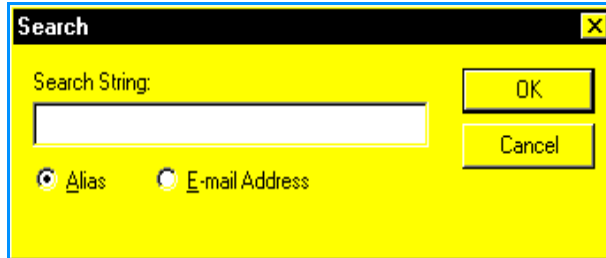 Search
Search String:
OK
Cancel
Alias
E-mail Address